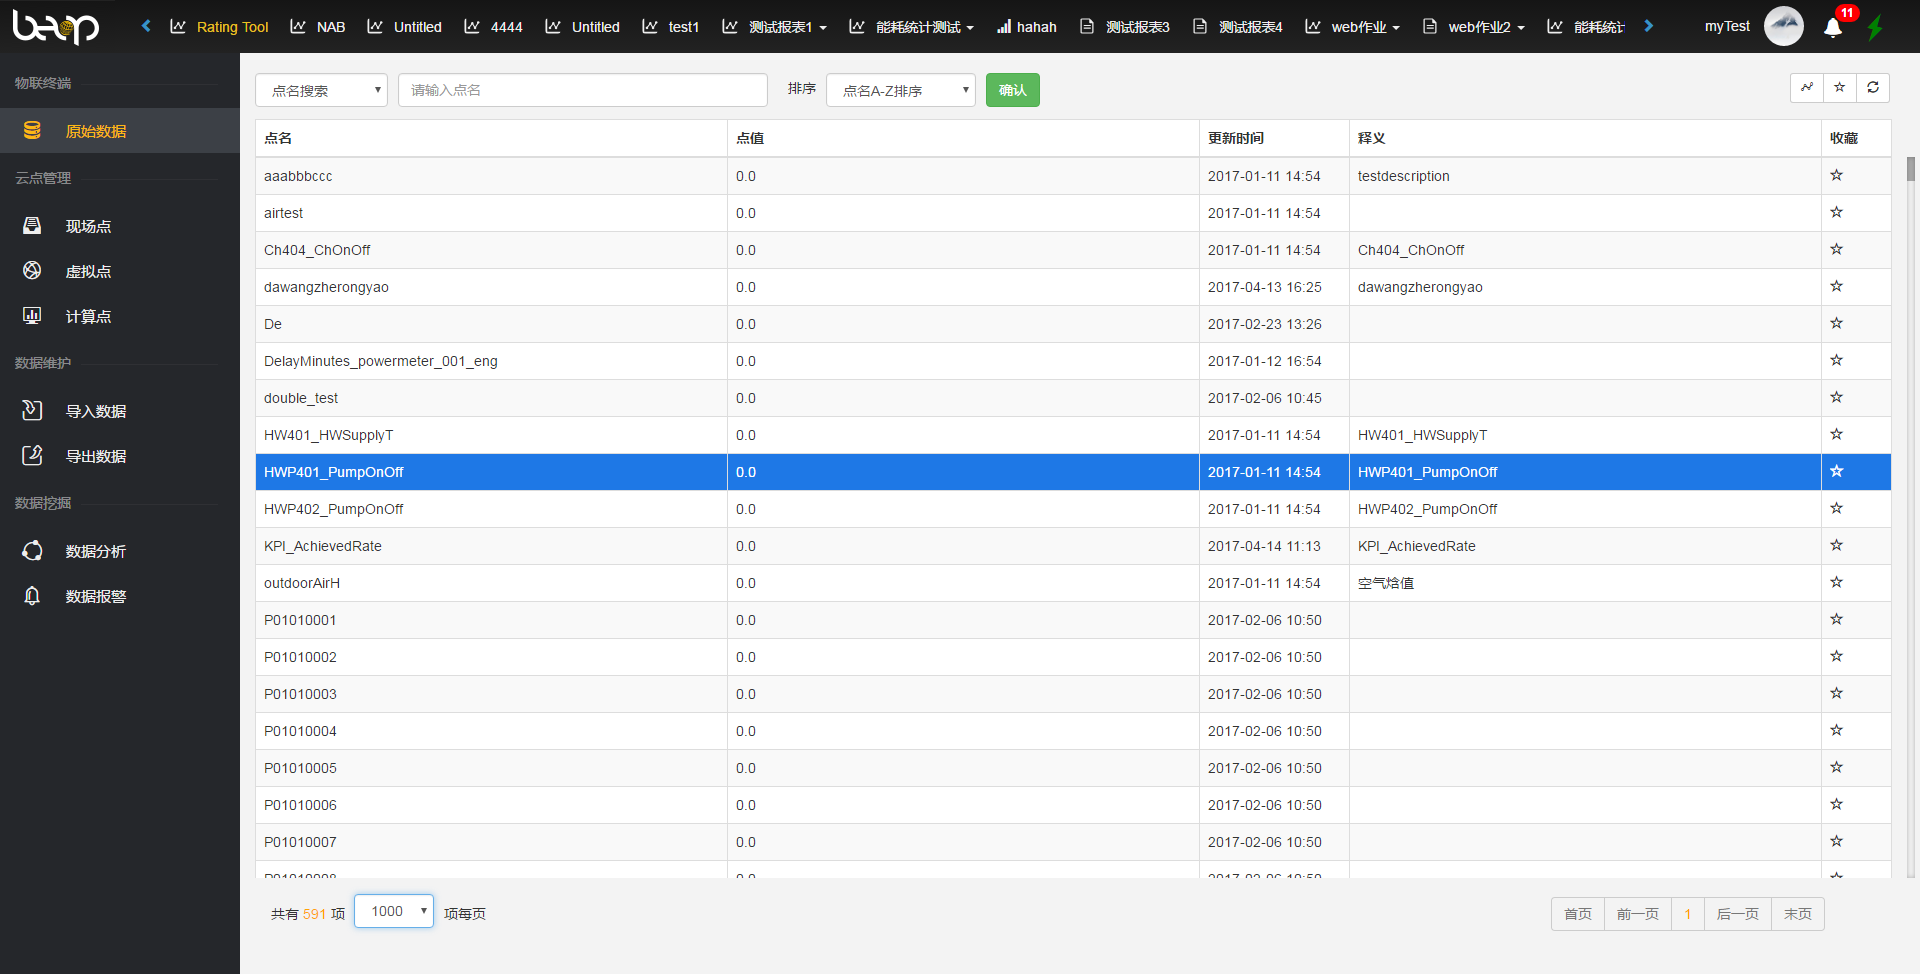 beop
Rating Tool NAB Untitled 4444 Untitled test1 测试报表1 能耗统计测试 hahah 测试报表3 测试报表4 web作业 web作业2 能耗统计 myTest 11
物联终端
原始数据
云点管理
现场点
虚拟点
计算点
数据维护
导入数据
导出数据
数据挖掘
数据分析
数据报警
点名搜索 请输入点名 排序 点名A-Z排序 确认
点名 点值 更新时间 释义 收藏
aaabbbccc 0.0 2017-01-11 14:54 testdescription
airtest 0.0 2017-01-11 14:54
Ch404_ChOnOff 0.0 2017-01-11 14:54 Ch404_ChOnOff
dawangzherongyao 0.0 2017-04-13 16:25 dawangzherongyao
De 0.0 2017-02-23 13:26
DelayMinutes_powermeter_001_eng 0.0 2017-01-12 16:54
double_test 0.0 2017-02-06 10:45
HW401_HWSupplyT 0.0 2017-01-11 14:54 HW401_HWSupplyT
HWP401_PumpOnOff 0.0 2017-01-11 14:54 HWP401_PumpOnOff
HWP402_PumpOnOff 0.0 2017-01-11 14:54 HWP402_PumpOnOff
KPI_AchievedRate 0.0 2017-04-14 11:13 KPI_AchievedRate
outdoorAirH 0.0 2017-01-11 14:54 空气焓值
P01010001 0.0 2017-02-06 10:50
P01010002 0.0 2017-02-06 10:50
P01010003 0.0 2017-02-06 10:50
P01010004 0.0 2017-02-06 10:50
P01010005 0.0 2017-02-06 10:50
P01010006 0.0 2017-02-06 10:50
P01010007 0.0 2017-02-06 10:50
P01010008 0.0 2017-02-06 10:50
共有 591 项 1000 项每页
首页 前一页 1 后一页 末页